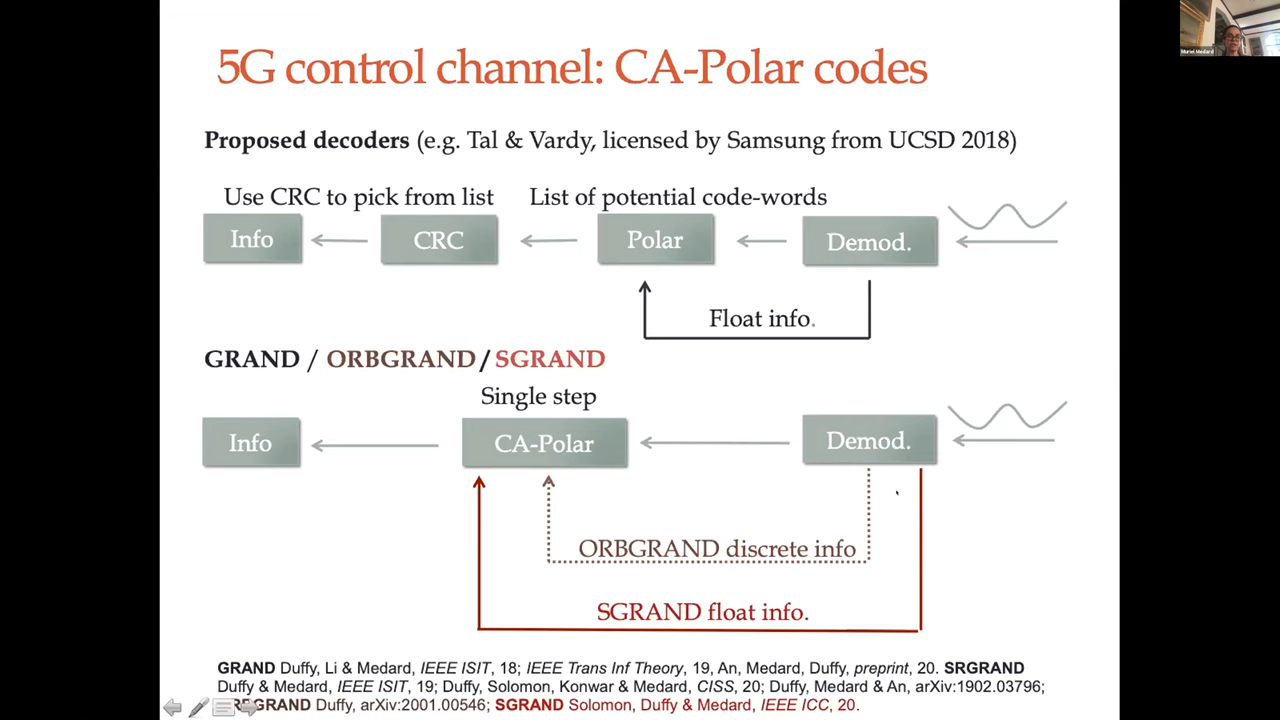 5G control channel: CA-Polar codes
Muriel Medard
Proposed decoders (e.g. Tal & Vardy, licensed by Samsung from UCSD 2018)
Use CRC to pick from list
List of potential code-words
Info
CRC
Polar
Demod.
Float info.
GRAND / ORBGRAND / SGRAND
Single step
Info
CA-Polar
Demod.
ORBGRAND discrete info
SGRAND float info.
GRAND Duffy, Li & Medard, IEEE ISIT, 18; IEEE Trans Inf Theory, 19, An, Medard, Duffy, preprint, 20. SRGRAND
Duffy & Medard, IEEE ISIT, 19; Duffy, Solomon, Konwar & Medard, CISS, 20; Duffy, Medard & An, arXiv:1902.03796;
GRAND Duffy, arXiv:2001.00546; SGRAND Solomon, Duffy & Medard, IEEE ICC, 20.